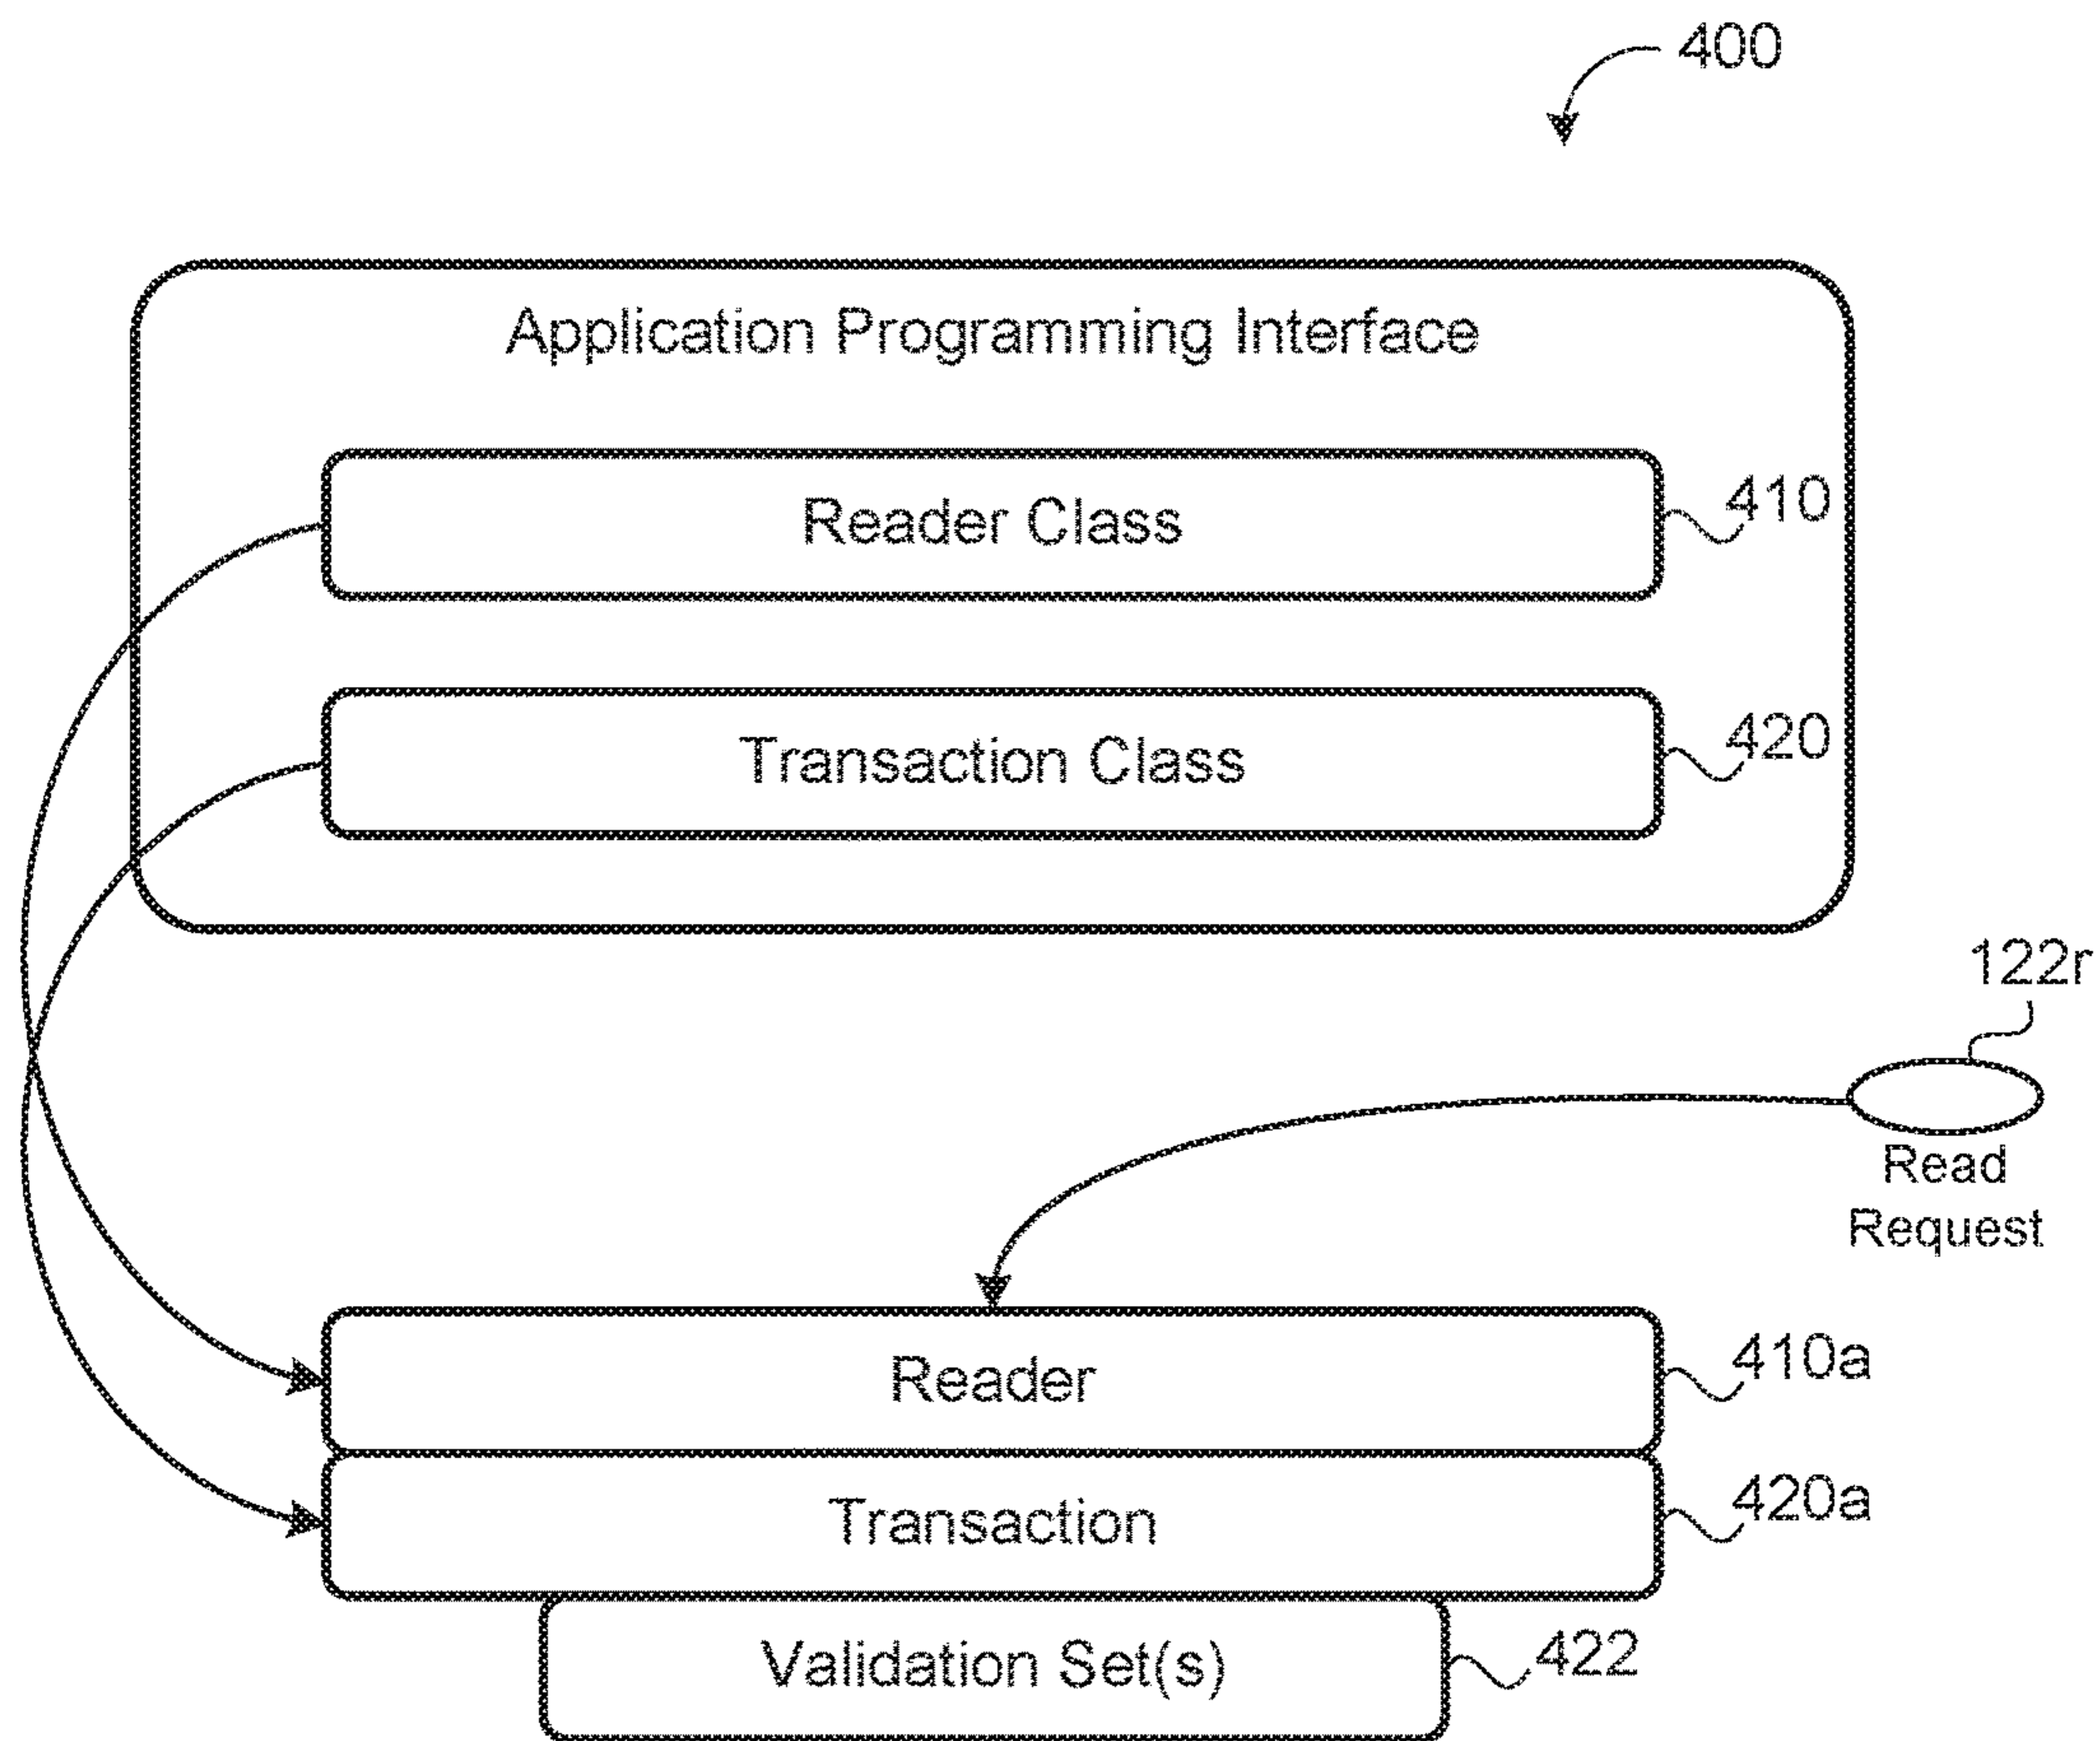 400
Application Programming Interface
Reader Class
410
Transaction Class
420
122r
Read
Request
Reader
410a
Transaction
420a
Validation Set(s)
422